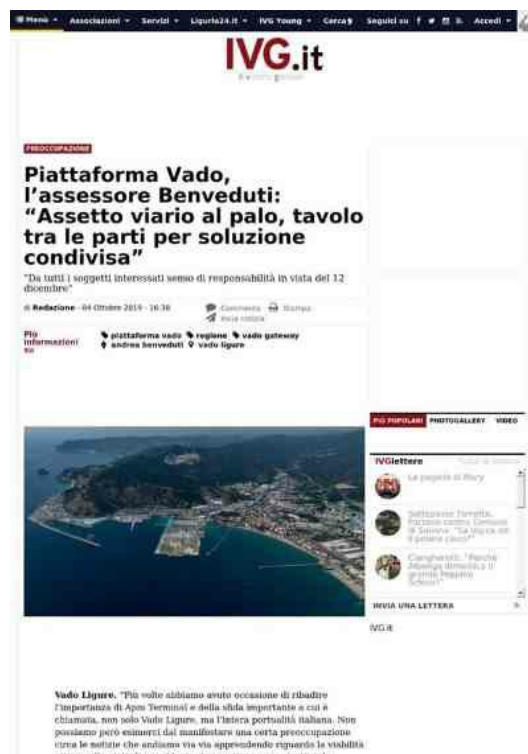 Menù Associazioni Servizi Liguria24.it IVG Young Cerca Seguici su Accedi
IVG.it
PREOCCUPAZIONE
Piattaforma Vado,
l’assessore Benveduti:
“Assetto viario al palo, tavolo
tra le parti per soluzione
condivisa”
"Da tutti i soggetti interessati senso di responsabilità in vista del 12
dicembre"
di Redazione - 04 Ottobre 2019 - 16:38
Commenta Stampa
Invia notizia
Più
informazioni
su
piattaforma vado regione vado gateway
andrea benveduti vado ligure
PIÙ POPOLARI PHOTOGALLERY VIDEO
IVGlettere
Le pagelle di Mary
INVIA UNA LETTERA
IVG.it
Vado Ligure. "Più volte abbiamo avuto occasione di ribadire
l'importanza di Apm Terminal e della sfida importante a cui è
chiamata, non solo Vado Ligure, ma l'intera portualità italiana. Non
possiamo però esimerci dal manifestare una certa preoccupazione
circa le notizie che andiamo via via apprendendo riguardo la viabilità